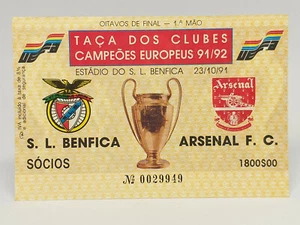 OITAVOS DE FINAL - 1.ª MÃO
TAÇA DOS CLUBES
CAMPEÕES EUROPEUS 91/92
ESTÁDIO DO S. L. BENFICA 23/10/91
Arsenal
S. L. BENFICA ARSENAL F. C.
SÓCIOS 1800$00
Nº 0029949